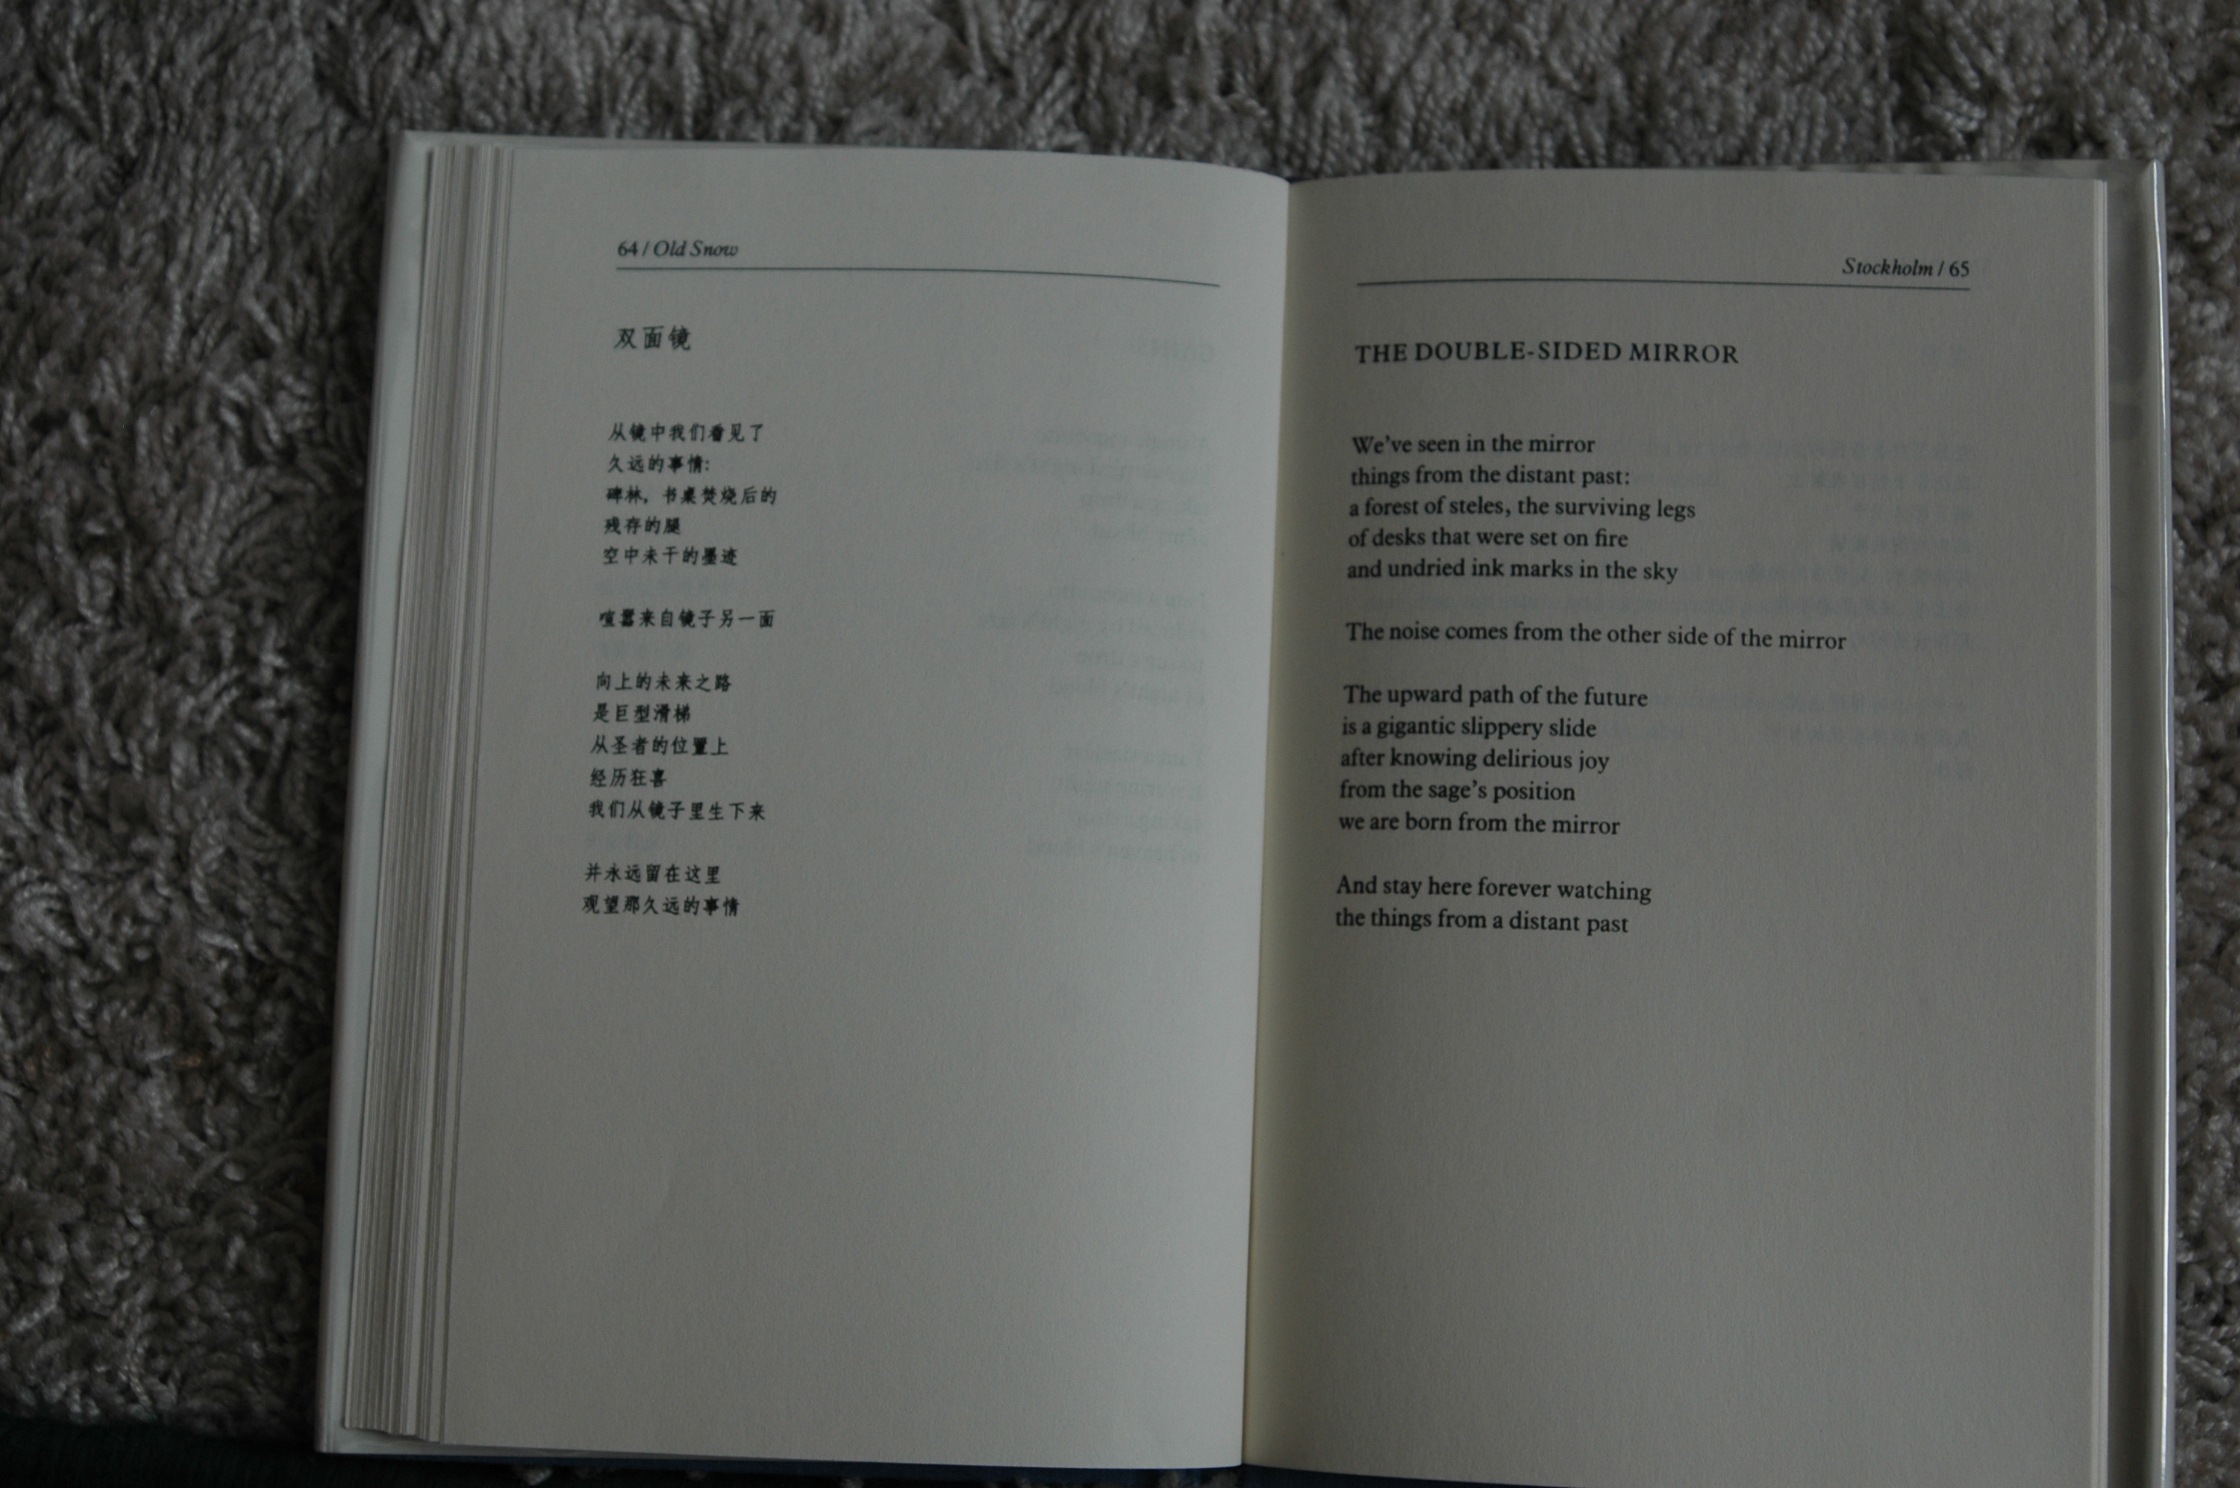 64 / Old Snow
双面镜
从镜中我们看见了
久远的事情:
碑林，书桌焚烧后的
残存的腿
空中未干的墨迹
喧嚣来自镜子另一面
向上的未来之路
是巨型滑梯
从圣者的位置上
经历狂喜
我们从镜子里生下来
并永远留在这里
观望那久远的事情
Stockholm / 65
THE DOUBLE-SIDED MIRROR
We've seen in the mirror
things from the distant past:
a forest of steles, the surviving legs
of desks that were set on fire
and undried ink marks in the sky
The noise comes from the other side of the mirror
The upward path of the future
is a gigantic slippery slide
after knowing delirious joy
from the sage's position
we are born from the mirror
And stay here forever watching
the things from a distant past